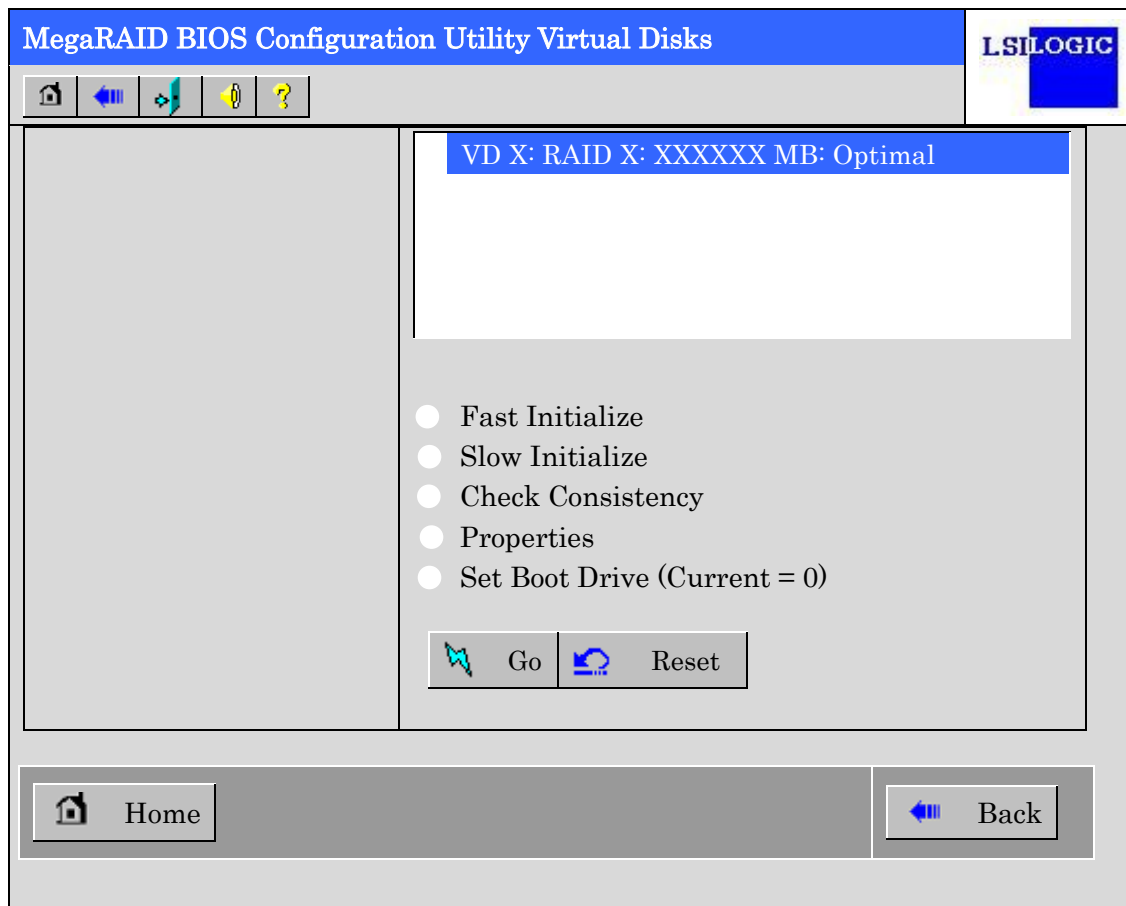 MegaRAID BIOS Configuration Utility Virtual Disks
LSILOGIC
VD X: RAID X: XXXXXX MB: Optimal
Fast Initialize
Slow Initialize
Check Consistency
Properties
Set Boot Drive (Current = 0)
Go
Reset
Home
Back